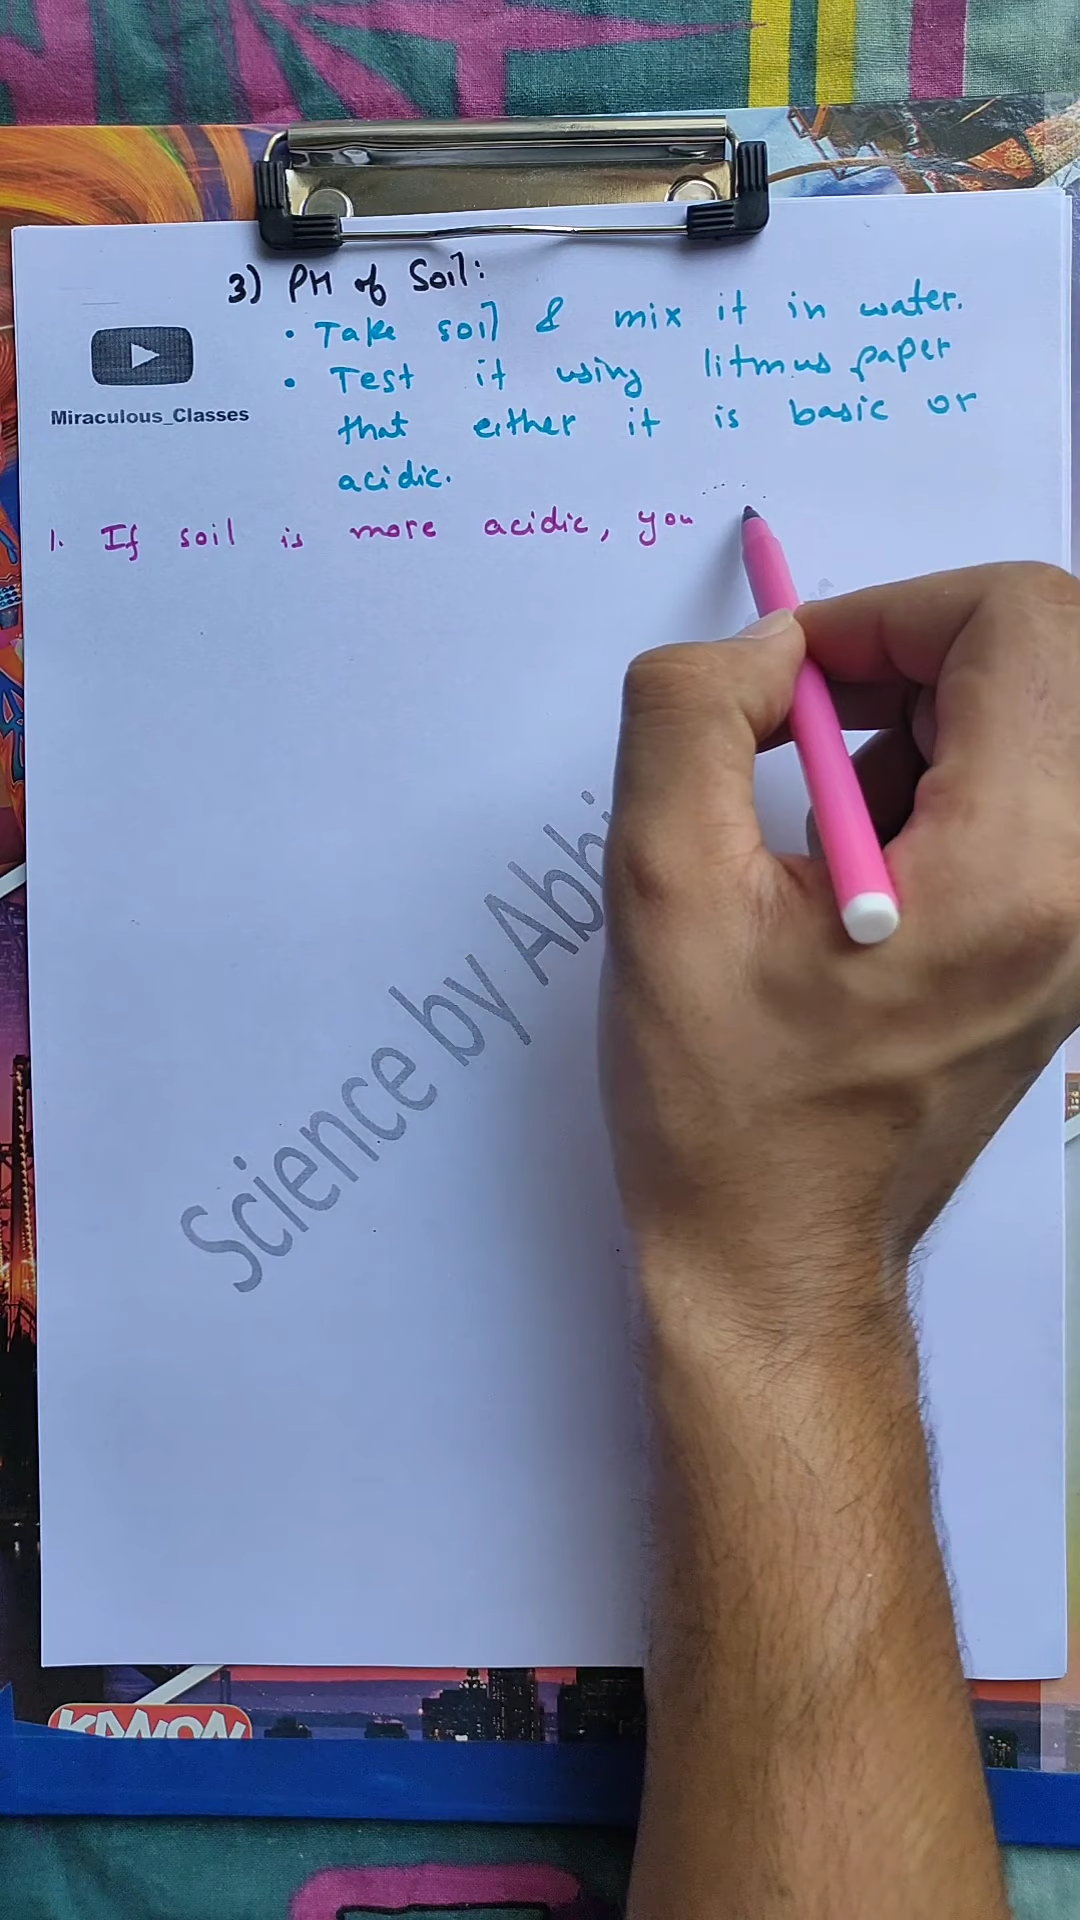 3) PH of Soil:
• Take soil & mix it in water.
• Test it using litmus paper
that either it is basic or
acidic.
Miraculous_Classes
1. If soil is more acidic, you
Science by Abhi